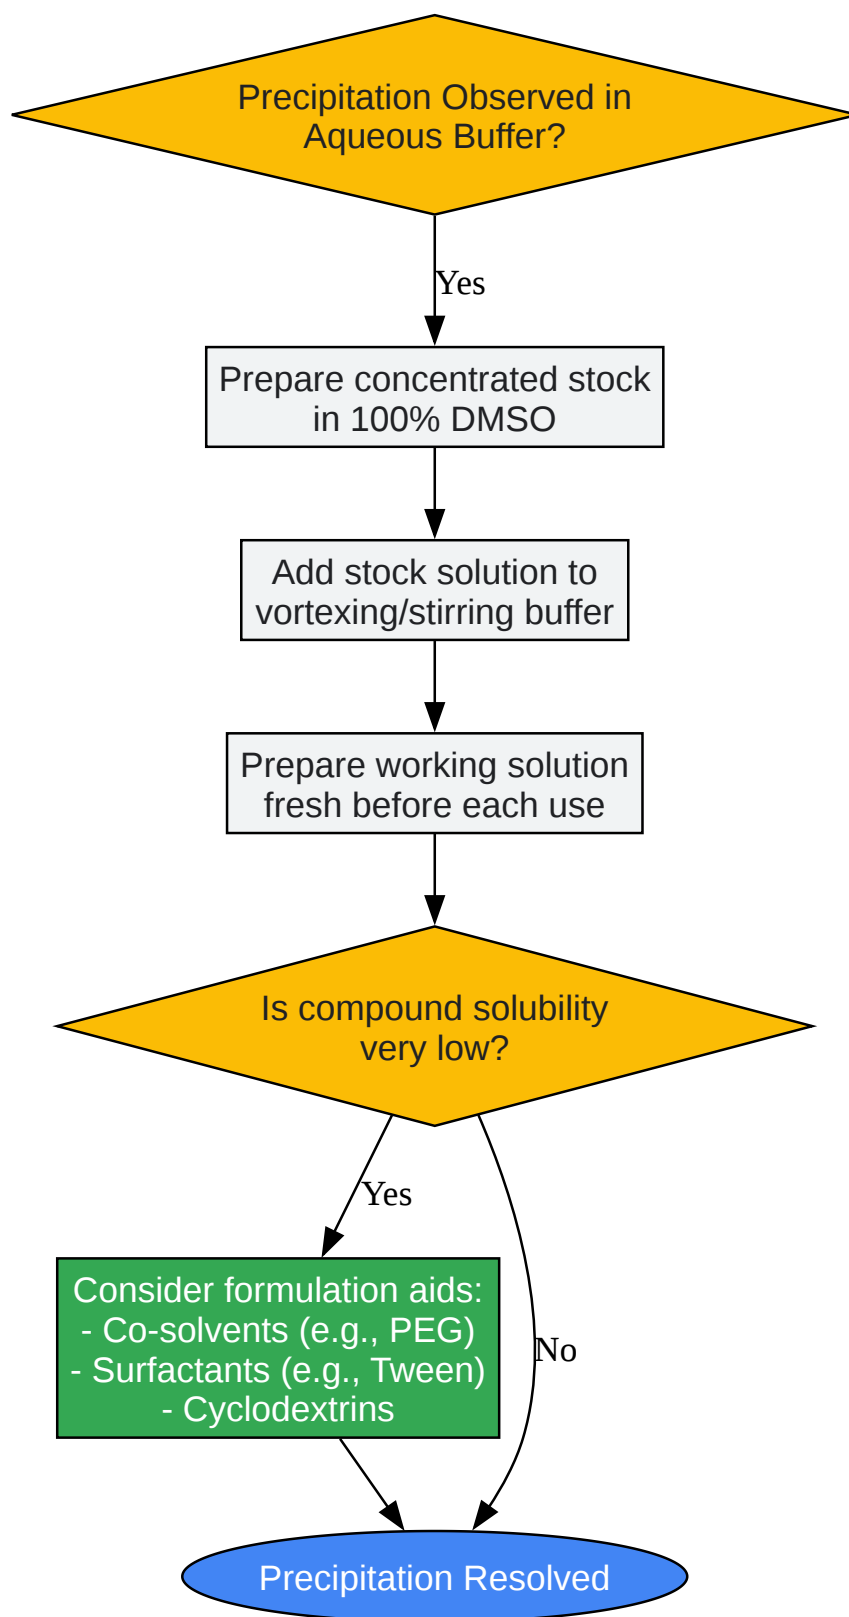 Precipitation Observed in
Aqueous Buffer?
Yes
Prepare concentrated stock
in 100% DMSO
Add stock solution to
vortexing/stirring buffer
Prepare working solution
fresh before each use
Is compound solubility
very low?
Yes
Consider formulation aids:
- Co-solvents (e.g., PEG)
- Surfactants (e.g., Tween)
- Cyclodextrins
No
Precipitation Resolved